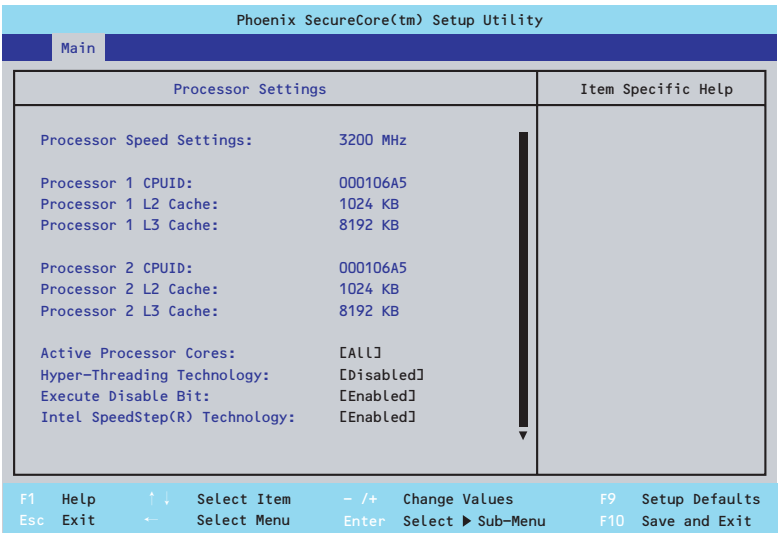 Phoenix SecureCore(tm) Setup Utility
Main
Processor Settings
Item Specific Help
Processor Speed Settings: 3200 MHz
Processor 1 CPUID: 000106A5
Processor 1 L2 Cache: 1024 KB
Processor 1 L3 Cache: 8192 KB
Processor 2 CPUID: 000106A5
Processor 2 L2 Cache: 1024 KB
Processor 2 L3 Cache: 8192 KB
Active Processor Cores: [All]
Hyper-Threading Technology: [Disabled]
Execute Disable Bit: [Enabled]
Intel SpeedStep(R) Technology: [Enabled]
F1 Help ↑↓ Select Item - /+ Change Values F9 Setup Defaults
Esc Exit ← Select Menu Enter Select ▶ Sub-Menu F10 Save and Exit